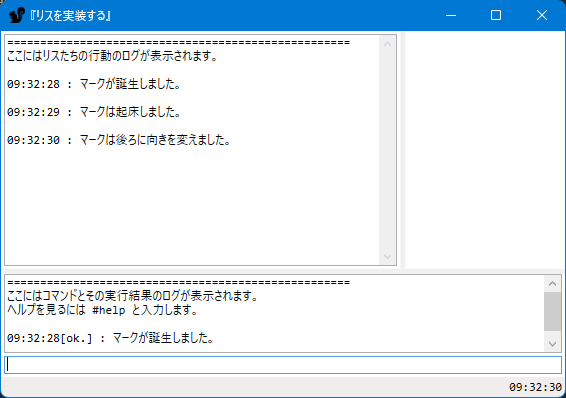 『リスを実装する』
====================================================
ここにはリスたちの行動のログが表示されます。
09:32:28 : マークが誕生しました。
09:32:29 : マークは起床しました。
09:32:30 : マークは後ろに向きを変えました。
====================================================
ここにはコマンドとその実行結果のログが表示されます。
ヘルプを見るには #help と入力します。
09:32:28[ok.] : マークが誕生しました。
09:32:30